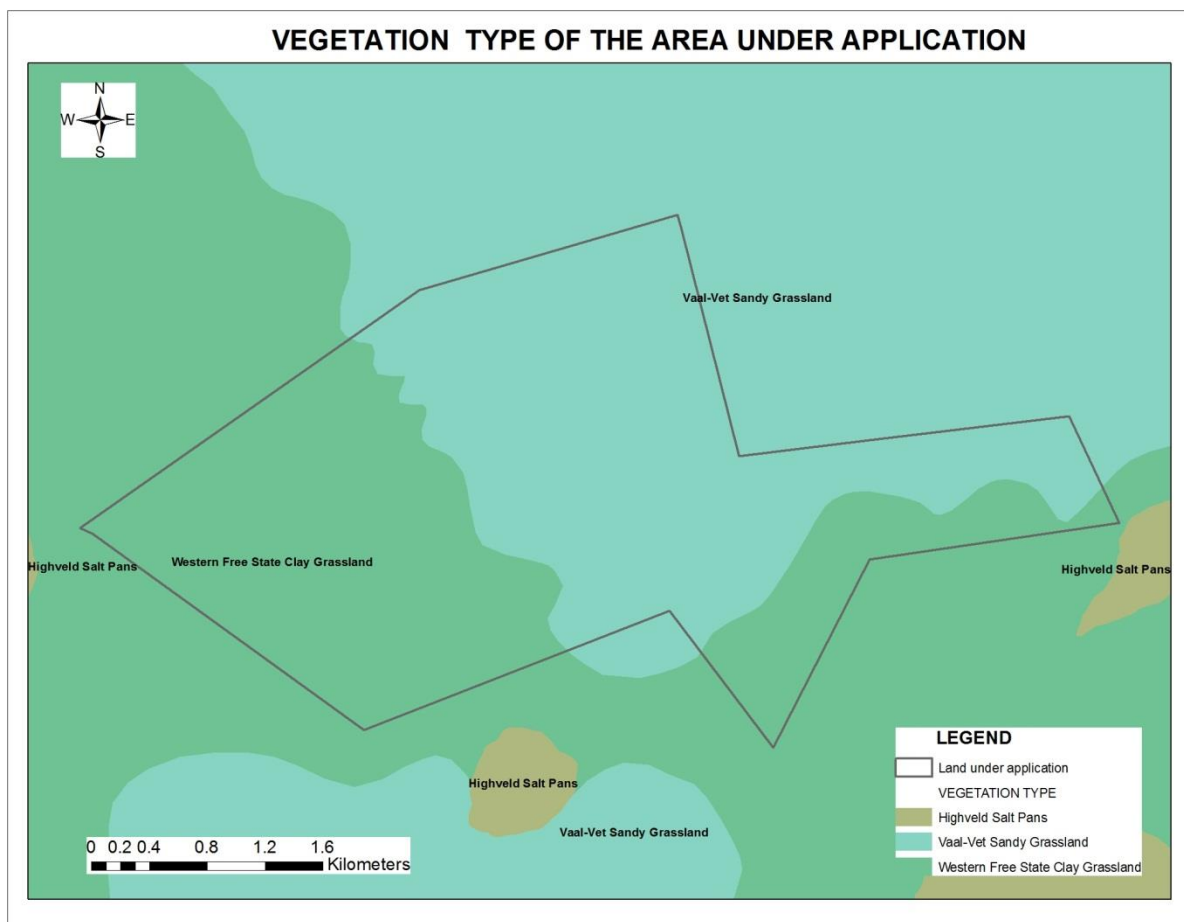 VEGETATION TYPE OF THE AREA UNDER APPLICATION
N
W E
S
Vaal-Vet Sandy Grassland
Highveld Salt Pans
Western Free State Clay Grassland
Highveld Salt Pans
Highveld Salt Pans
Vaal-Vet Sandy Grassland
0 0.2 0.4 0.8 1.2 1.6
Kilometers
LEGEND
Land under application
VEGETATION TYPE
Highveld Salt Pans
Vaal-Vet Sandy Grassland
Western Free State Clay Grassland